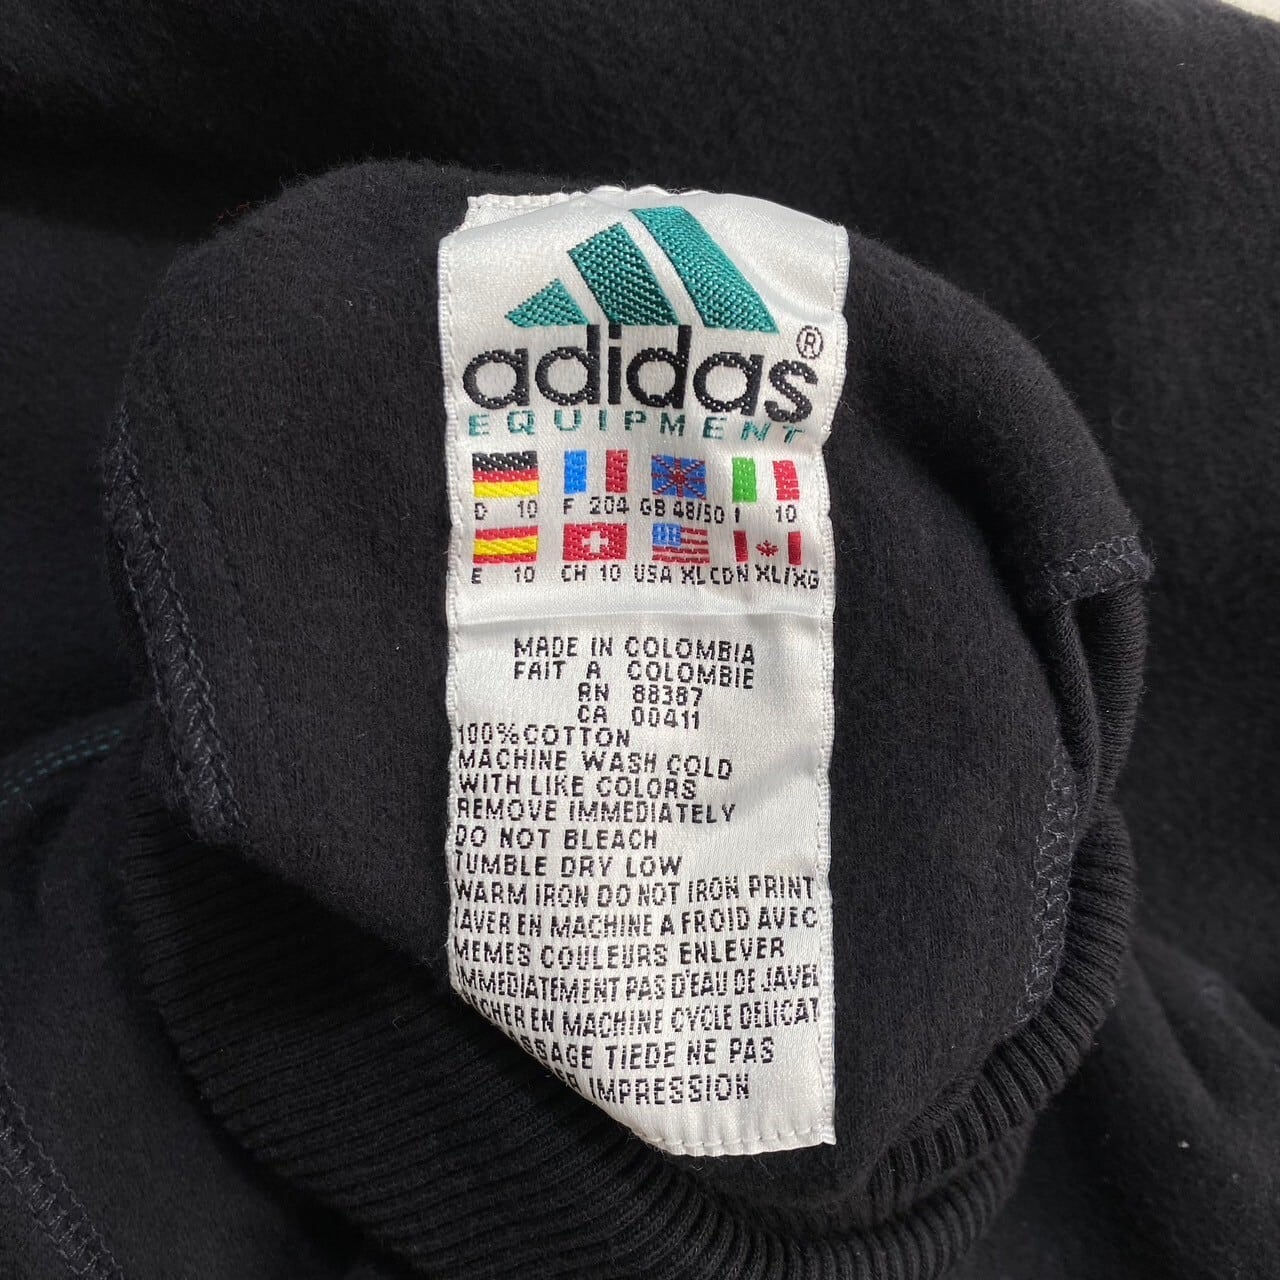 adidas®
EQUIPMENT
D 10 F 204 GB 48/50 I 10
E 10 CH 10 USA XL CDN XL/XG
MADE IN COLOMBIA
FAIT A COLOMBIE
RN 88387
CA 00411
100%COTTON
MACHINE WASH COLD
WITH LIKE COLORS
REMOVE IMMEDIATELY
DO NOT BLEACH
TUMBLE DRY LOW
WARM IRON DO NOT IRON PRINT
LAVER EN MACHINE A FROID AVEC
MEMES COULEURS ENLEVER
IMMEDIATEMENT PAS D'EAU DE JAVEL
EN MACHINE CYCLE DELICAT
TIEDE NE PAS
IMPRESSION